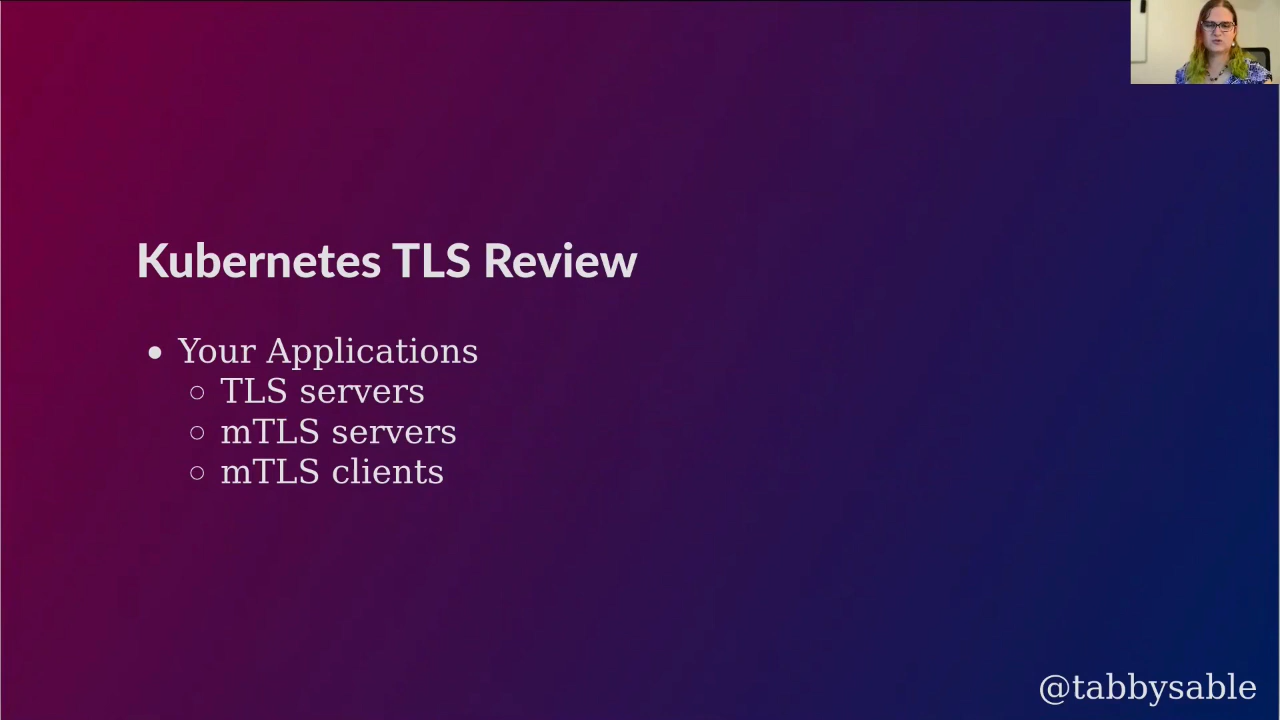 Kubernetes TLS Review
• Your Applications
○ TLS servers
○ mTLS servers
○ mTLS clients
@tabbysable